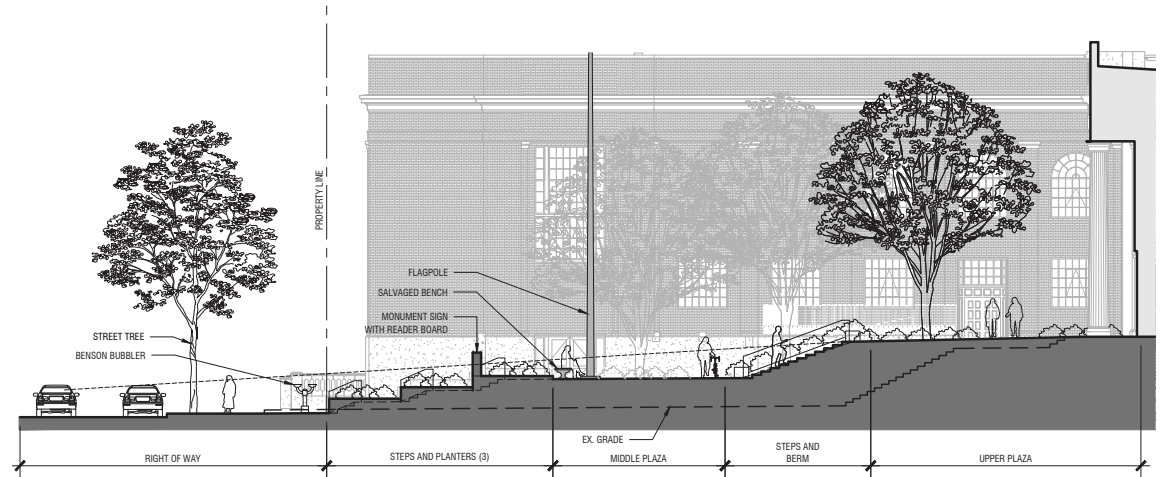 PROPERTY LINE
FLAGPOLE
SALVAGED BENCH
MONUMENT SIGN
WITH READER BOARD
STREET TREE
BENSON BUBBLER
EX. GRADE
RIGHT OF WAY
STEPS AND PLANTERS (3)
MIDDLE PLAZA
STEPS AND
BERM
UPPER PLAZA